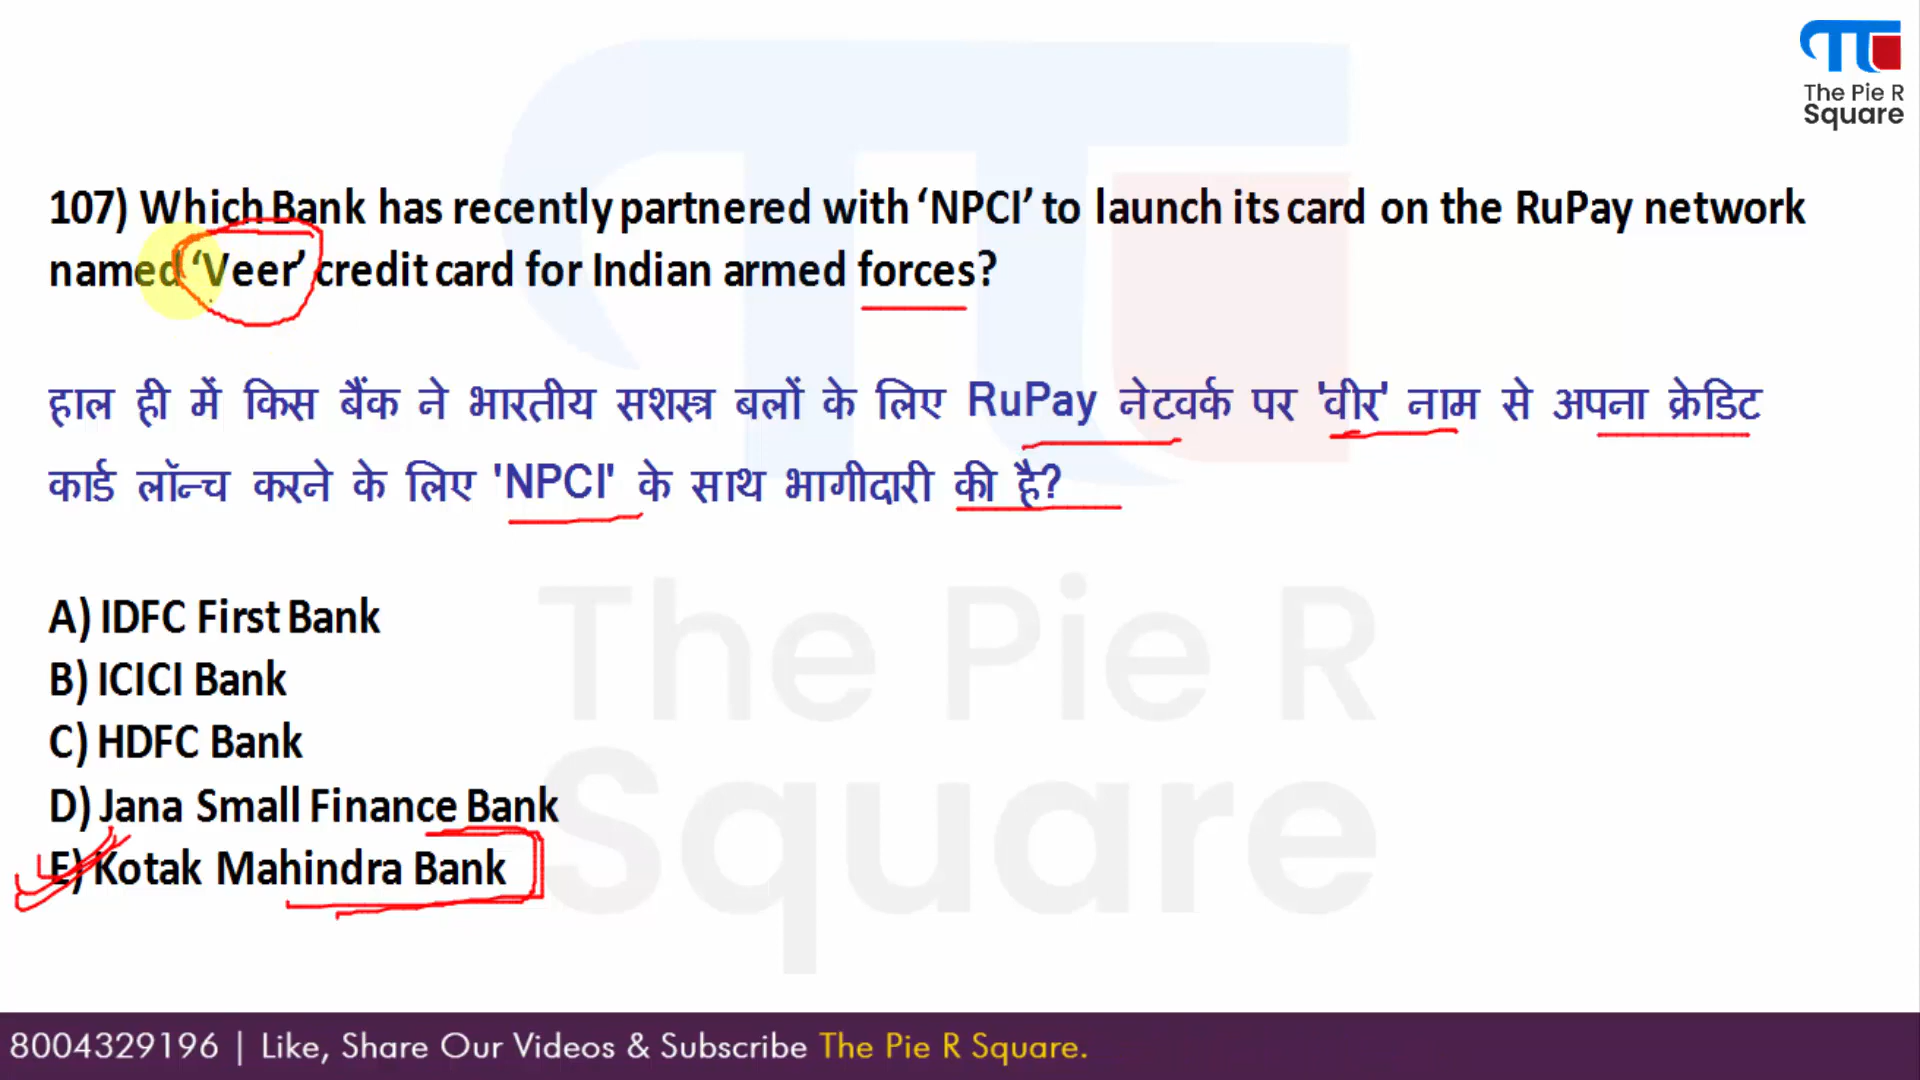 The Pie R
Square
107) Which Bank has recently partnered with ‘NPCI’ to launch its card on the RuPay network
named ‘Veer’ credit card for Indian armed forces?
हाल ही में किस बैंक ने भारतीय सशस्त्र बलों के लिए RuPay नेटवर्क पर 'वीर' नाम से अपना क्रेडिट
कार्ड लॉन्च करने के लिए 'NPCI' के साथ भागीदारी की है?
A) IDFC First Bank
B) ICICI Bank
C) HDFC Bank
D) Jana Small Finance Bank
E) Kotak Mahindra Bank
The Pie R
Square
8004329196 | Like, Share Our Videos & Subscribe The Pie R Square.